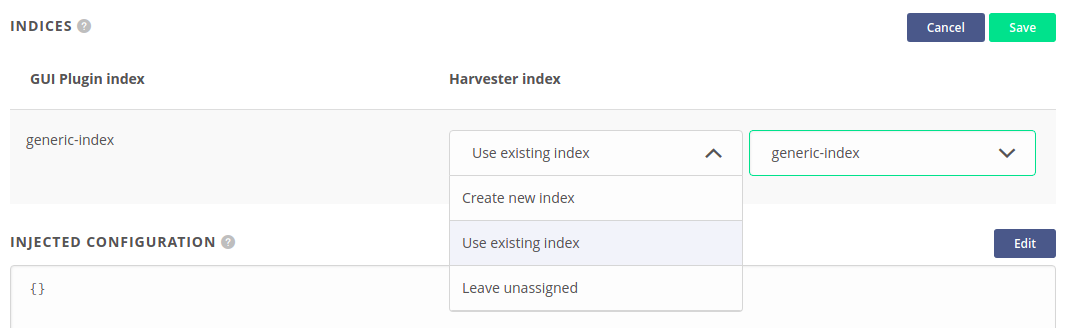 INDICES ?
Cancel
Save
GUI Plugin index
Harvester index
generic-index
Use existing index
generic-index
Create new index
Use existing index
Leave unassigned
INJECTED CONFIGURATION ?
Edit
{}